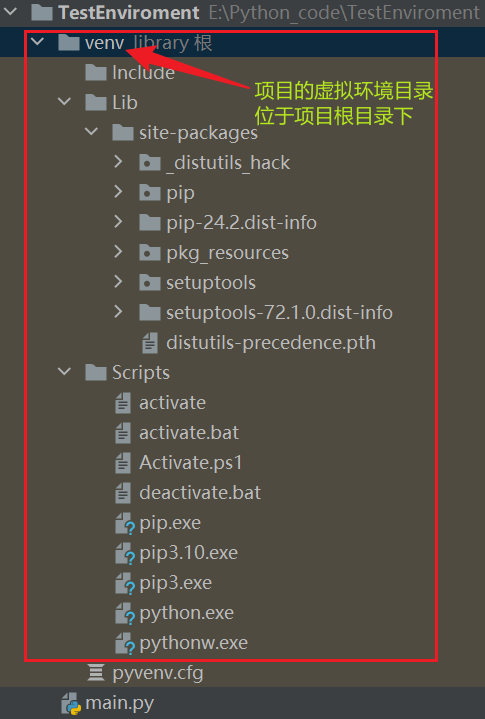 TestEnviroment E:\Python_code\TestEnviroment
venv library 根
Include
项目的虚拟环境目录
位于项目根目录下
Lib
site-packages
_distutils_hack
pip
pip-24.2.dist-info
pkg_resources
setuptools
setuptools-72.1.0.dist-info
distutils-precedence.pth
Scripts
activate
activate.bat
Activate.ps1
deactivate.bat
pip.exe
pip3.10.exe
pip3.exe
python.exe
pythonw.exe
pyvenv.cfg
main.py